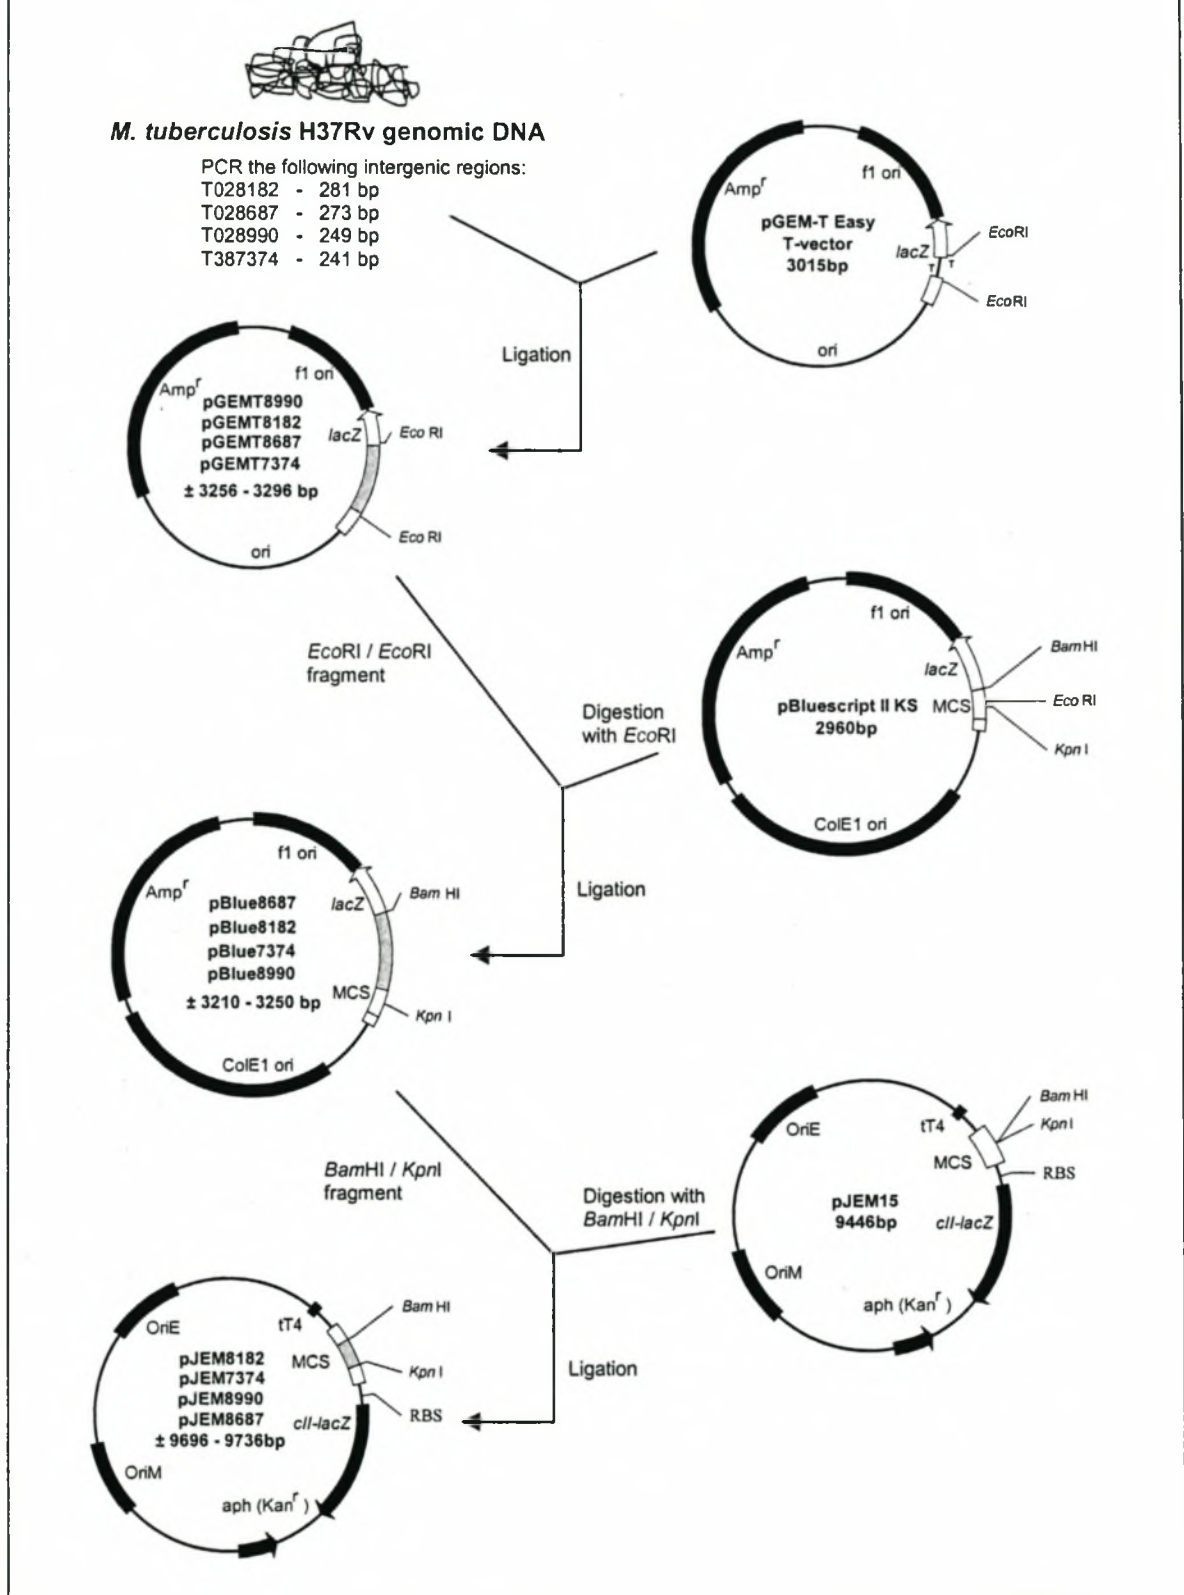 M. tuberculosis H37Rv genomic DNA
PCR the following intergenic regions:
T028182 - 281 bp
T028687 - 273 bp
T028990 - 249 bp
T387374 - 241 bp
Amp^r
f1 ori
pGEM-T Easy
T-vector
3015bp
lacZ
EcoRI
T T
EcoRI
ori
Ligation
Amp^r
f1 ori
pGEMT8990
pGEMT8182
pGEMT8687
pGEMT7374
± 3256 - 3296 bp
lacZ
Eco RI
Eco RI
ori
EcoRI / EcoRI
fragment
Digestion
with EcoRI
f1 ori
Amp^r
lacZ
BamHI
pBluescript II KS
2960bp
MCS
Eco RI
Kpn I
ColE1 ori
Ligation
f1 ori
Amp^r
lacZ
Bam HI
pBlue8687
pBlue8182
pBlue7374
pBlue8990
± 3210 - 3250 bp
MCS
Kpn I
ColE1 ori
BamHI / KpnI
fragment
Digestion with
BamHI / KpnI
OriE
tT4
Bam HI
Kpn I
MCS
RBS
pJEM15
9446bp
cII-lacZ
OriM
aph (Kan^r)
Ligation
OriE
tT4
Bam HI
MCS
Kpn I
pJEM8182
pJEM7374
pJEM8990
pJEM8687
± 9696 - 9736bp
cII-lacZ
RBS
OriM
aph (Kan^r)